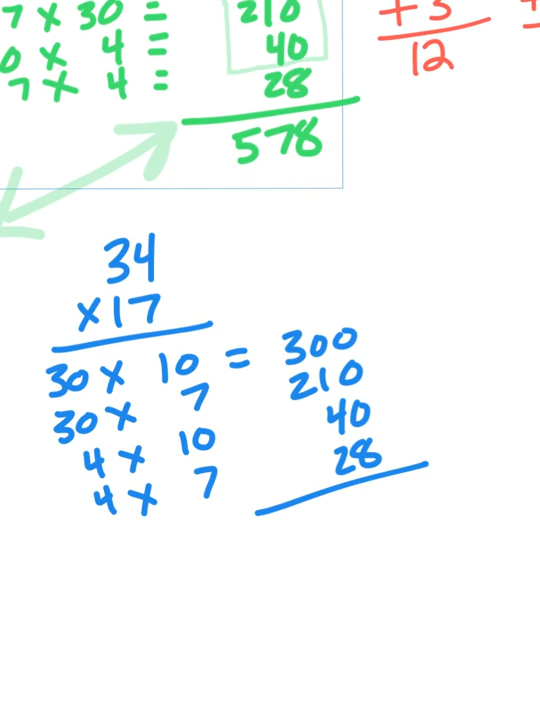 7 x 30 = 210
0 x 4 = 40
7 x 4 = 28
578
+ 3
12
34
x17
30 x 10 = 300
30 x 7 210
4 x 10 40
4 x 7 28